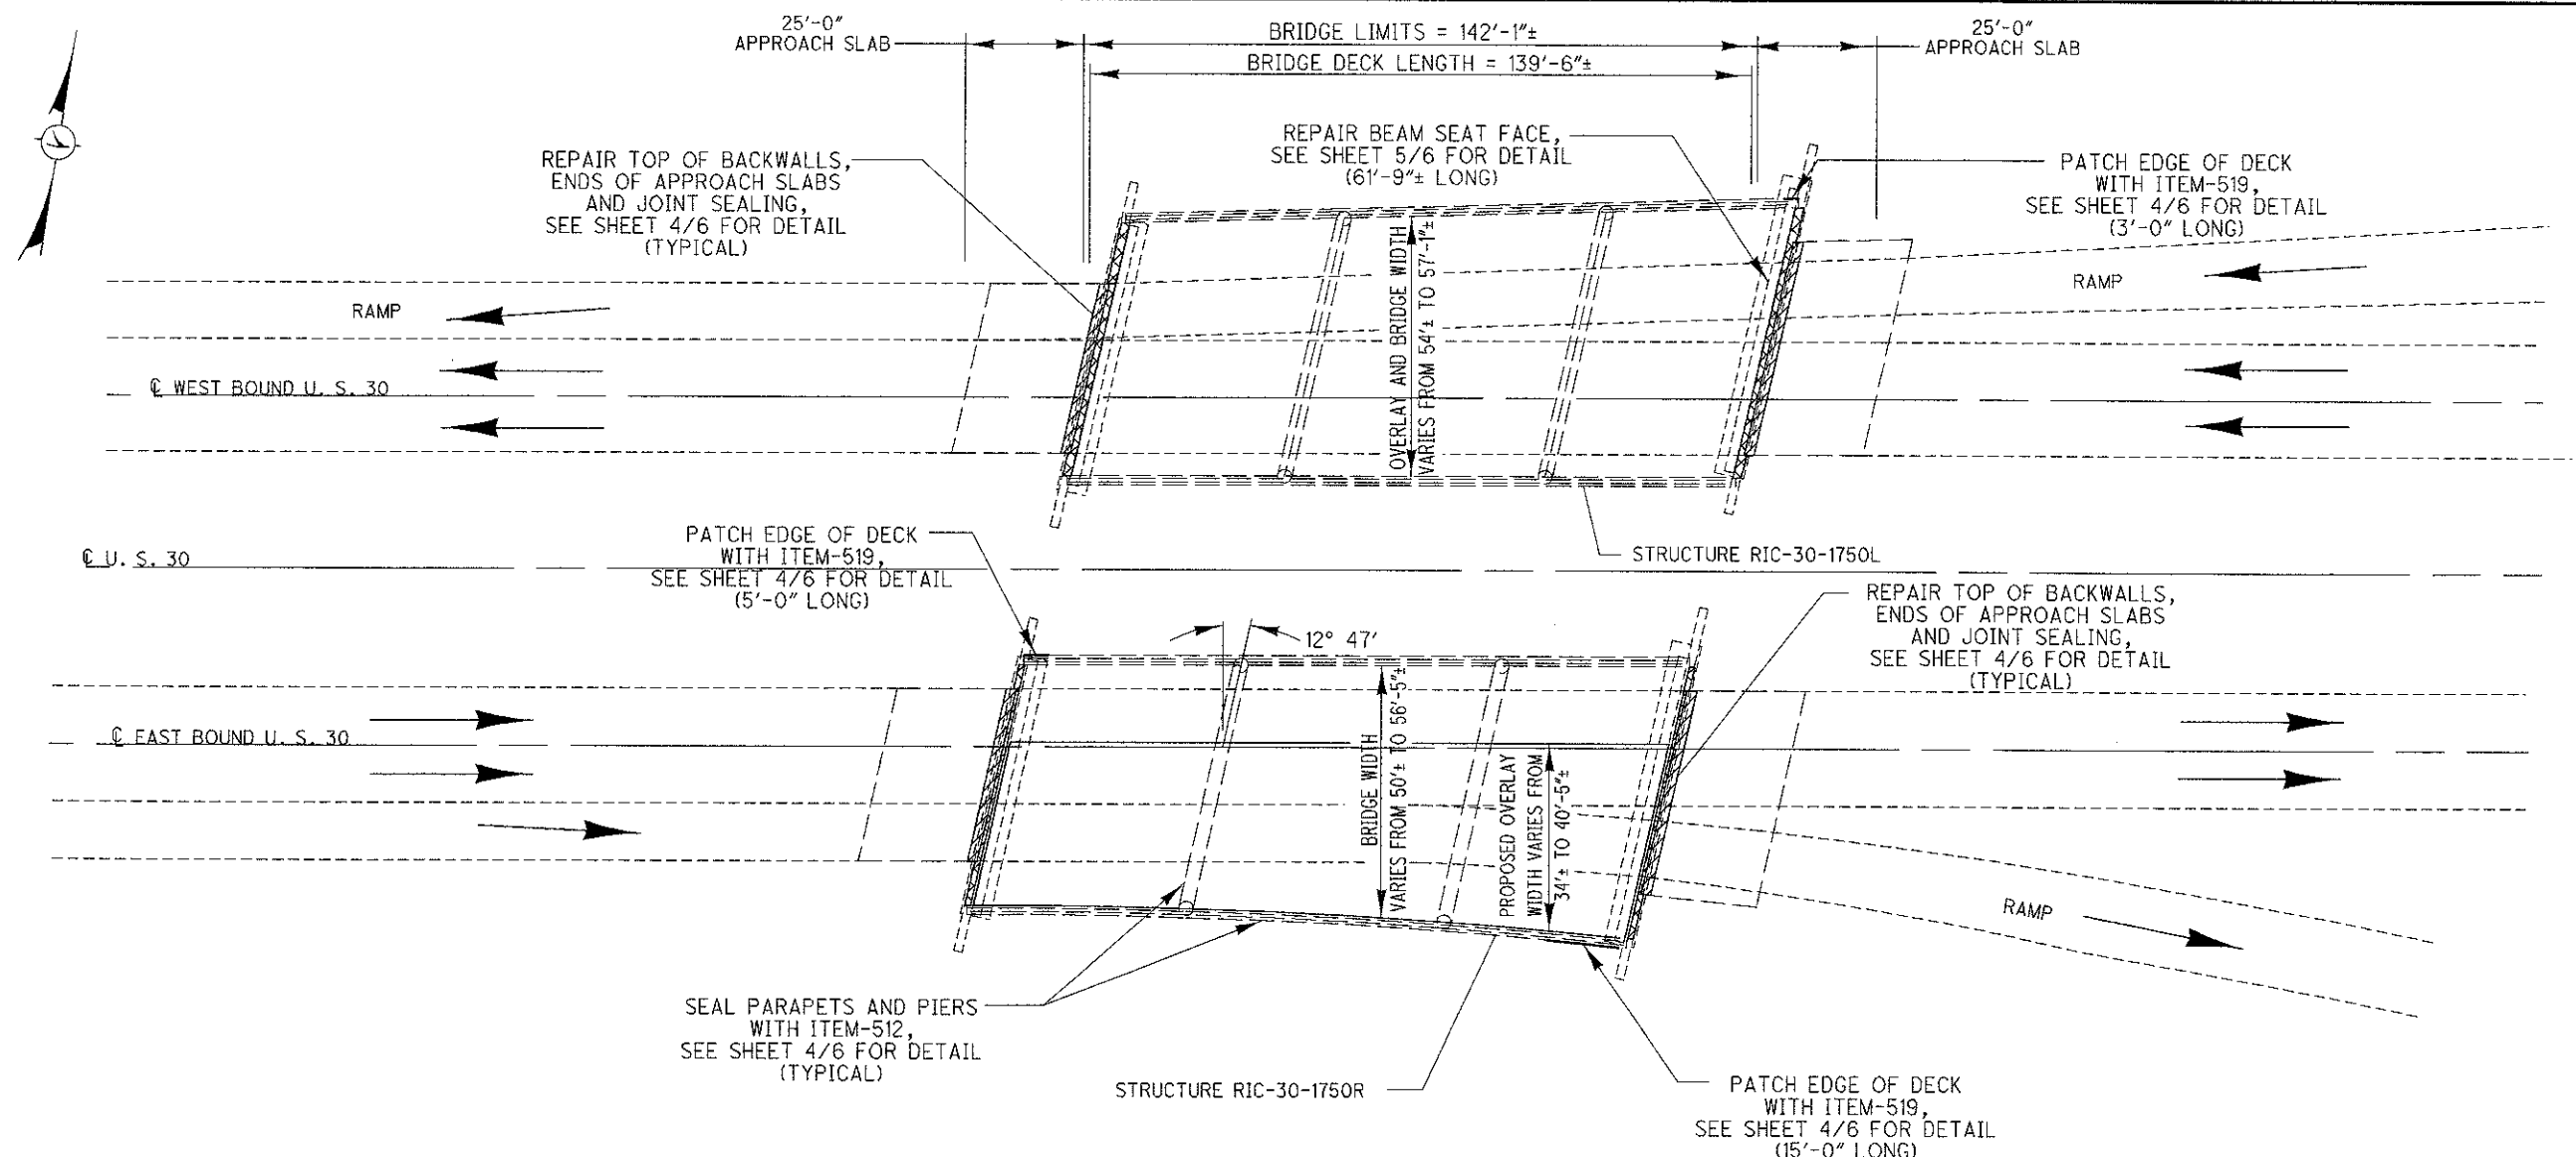 25'-0"
APPROACH SLAB
BRIDGE LIMITS = 142'-1"±
BRIDGE DECK LENGTH = 139'-6"±
25'-0"
APPROACH SLAB
REPAIR TOP OF BACKWALLS,
ENDS OF APPROACH SLABS
AND JOINT SEALING,
SEE SHEET 4/6 FOR DETAIL
(TYPICAL)
REPAIR BEAM SEAT FACE,
SEE SHEET 5/6 FOR DETAIL
(61'-9"± LONG)
PATCH EDGE OF DECK
WITH ITEM-519,
SEE SHEET 4/6 FOR DETAIL
(3'-0" LONG)
RAMP
RAMP
OVERLAY AND BRIDGE WIDTH
VARIES FROM 54'± TO 57'-1"±
℄ WEST BOUND U. S. 30
PATCH EDGE OF DECK
WITH ITEM-519,
SEE SHEET 4/6 FOR DETAIL
(5'-0" LONG)
℄ U. S. 30
STRUCTURE RIC-30-1750L
REPAIR TOP OF BACKWALLS,
ENDS OF APPROACH SLABS
AND JOINT SEALING,
SEE SHEET 4/6 FOR DETAIL
(TYPICAL)
12° 47'
℄ EAST BOUND U. S. 30
BRIDGE WIDTH
VARIES FROM 50'± TO 56'-5"±
PROPOSED OVERLAY
WIDTH VARIES FROM
34'± TO 40'-5"±
RAMP
SEAL PARAPETS AND PIERS
WITH ITEM-512,
SEE SHEET 4/6 FOR DETAIL
(TYPICAL)
STRUCTURE RIC-30-1750R
PATCH EDGE OF DECK
WITH ITEM-519,
SEE SHEET 4/6 FOR DETAIL
(15'-0" LONG)